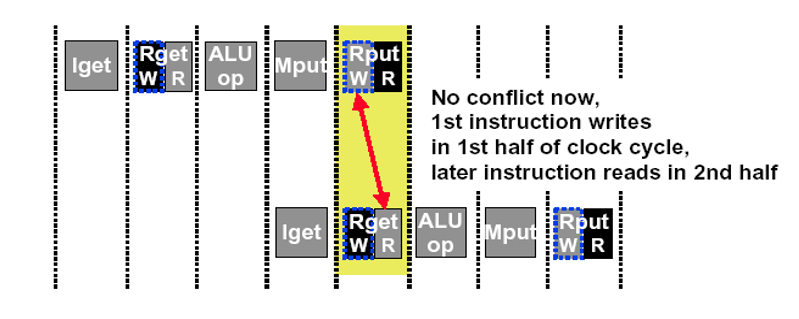 Iget Rget ALU Mput Rput
W R op W R
No conflict now,
1st instruction writes
in 1st half of clock cycle,
later instruction reads in 2nd half
Iget Rget ALU Mput Rput
W R op W R